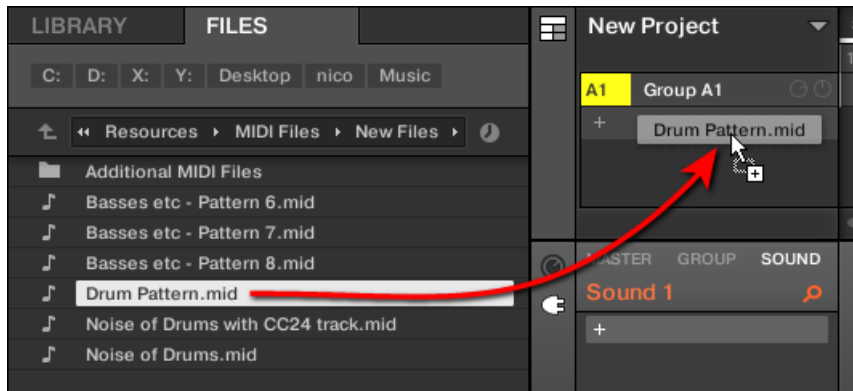 LIBRARY FILES
C: D: X: Y: Desktop nico Music
Resources MIDI Files New Files
Additional MIDI Files
Basses etc - Pattern 6.mid
Basses etc - Pattern 7.mid
Basses etc - Pattern 8.mid
Drum Pattern.mid
Noise of Drums with CC24 track.mid
Noise of Drums.mid
New Project
A1 Group A1
+ Drum Pattern.mid
MASTER GROUP SOUND
Sound 1
+